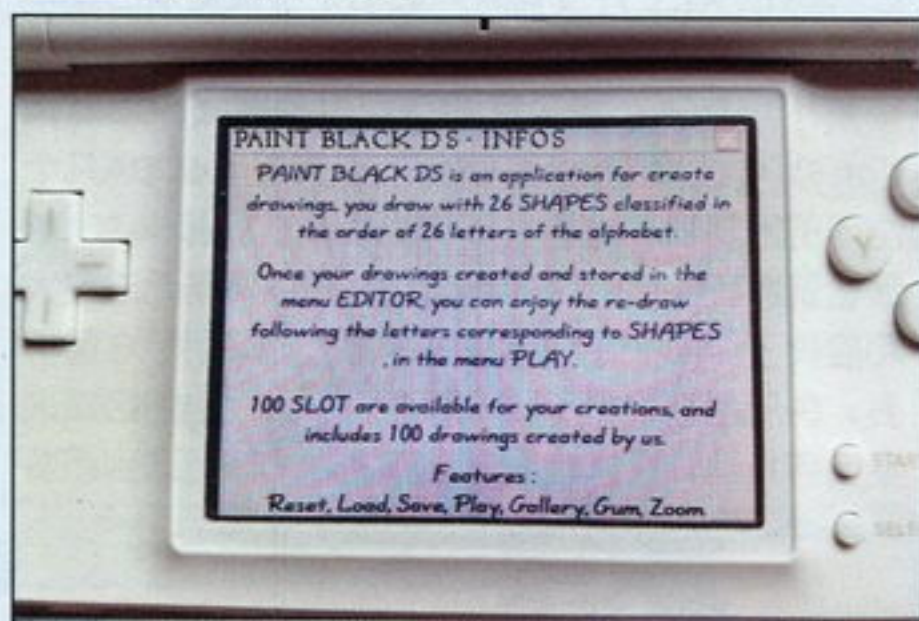 PAINT BLACK DS · INFOS
PAINT BLACK DS is an application for create
drawings, you draw with 26 SHAPES classified in
the order of 26 letters of the alphabet.
Once your drawings created and stored in the
menu EDITOR, you can enjoy the re-draw
following the letters corresponding to SHAPES
, in the menu PLAY.
100 SLOT are available for your creations, and
includes 100 drawings created by us.
Features :
Reset, Load, Save, Play, Gallery, Gum, Zoom
Y
STAR
SELE